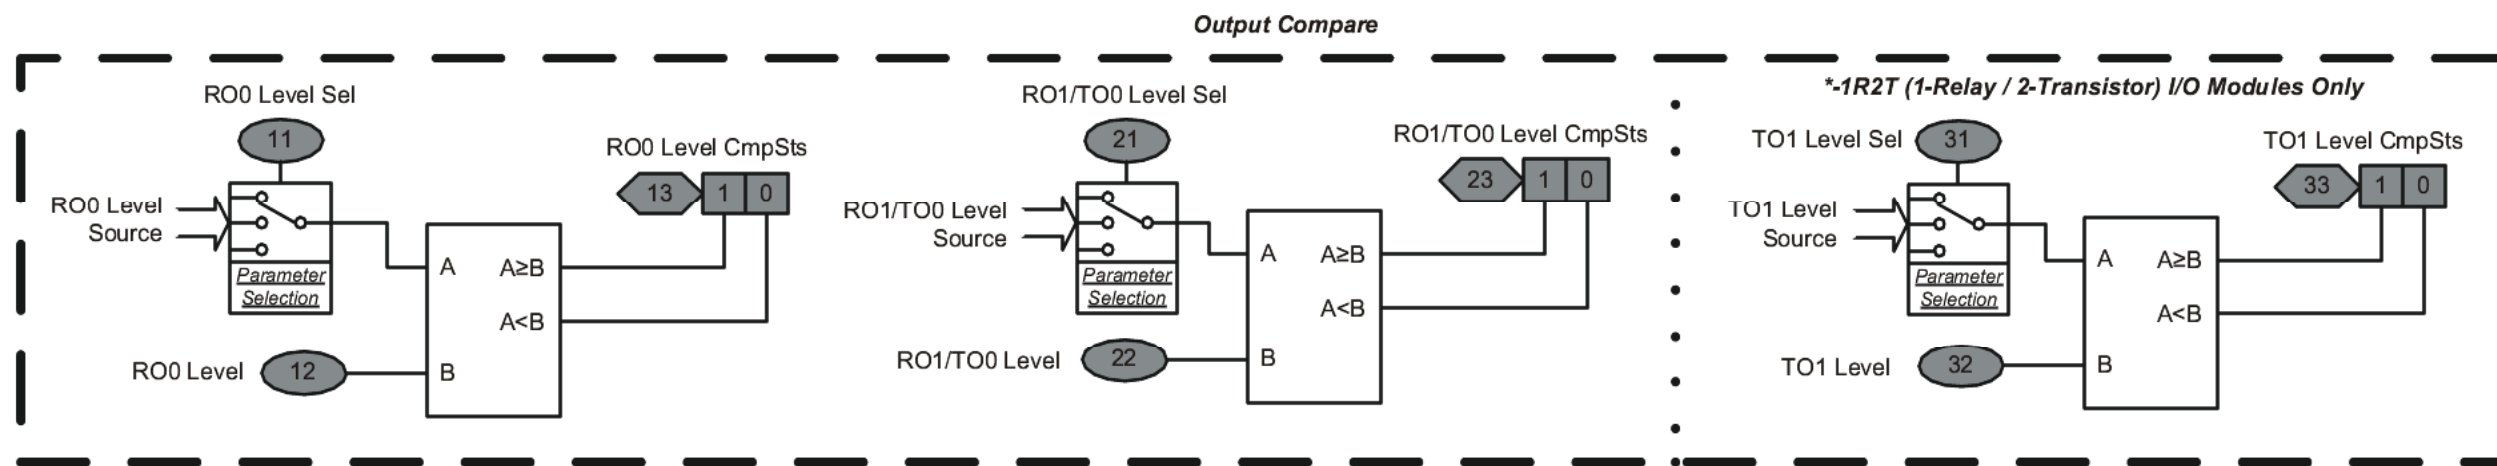 Output Compare
RO0 Level Sel
11
RO0 Level CmpSts
13 1 0
RO0 Level
Source
Parameter
Selection
A A≥B
A<B
B
RO0 Level 12
RO1/TO0 Level Sel
21
RO1/TO0 Level CmpSts
23 1 0
RO1/TO0 Level
Source
Parameter
Selection
A A≥B
A<B
B
RO1/TO0 Level 22
*-1R2T (1-Relay / 2-Transistor) I/O Modules Only
TO1 Level Sel 31
TO1 Level CmpSts
33 1 0
TO1 Level
Source
Parameter
Selection
A A≥B
A<B
B
TO1 Level 32